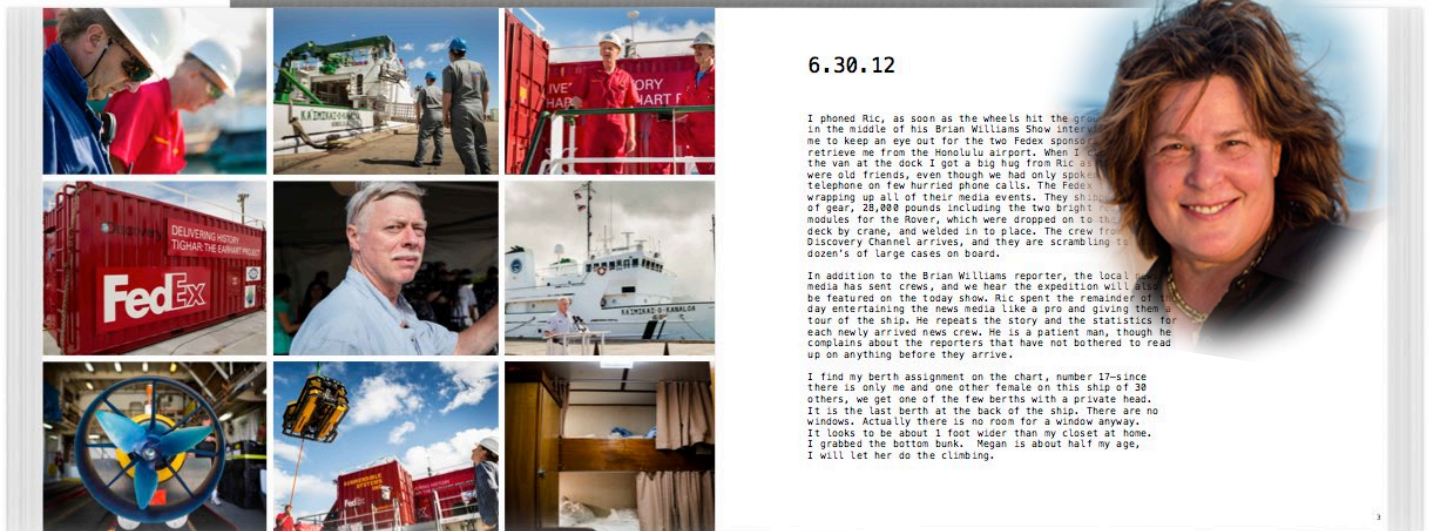 KA'IMIKAI-O-KANALOA
ORY
HART P
Discovery
DELIVERING HISTORY
TIGHAR: THE EARHART PROJECT
FedEx
KA'IMIKAI-O-KANALOA
SUBMERSIBLE
SYSTEMS
INC
FedEx
6.30.12
I phoned Ric, as soon as the wheels hit the
in the middle of his Brian Williams Show
me to keep an eye out for the two Fedex
retrieve me from the Honolulu airport. When I
the van at the dock I got a big hug from Ric as
were old friends, even though we had only
telephone on few hurried phone calls. The Fedex
wrapping up all of their media events. They
of gear, 28,000 pounds including the two bright
modules for the Rover, which were dropped on to the
deck by crane, and welded in to place. The crew from
Discovery Channel arrives, and they are scrambling to
dozen's of large cases on board.
In addition to the Brian Williams reporter, the local
media has sent crews, and we hear the expedition will also
be featured on the today show. Ric spent the remainder of
day entertaining the news media like a pro and giving them a
tour of the ship. He repeats the story and the statistics for
each newly arrived news crew. He is a patient man, though he
complains about the reporters that have not bothered to read
up on anything before they arrive.
I find my berth assignment on the chart, number 17—since
there is only me and one other female on this ship of 30
others, we get one of the few berths with a private head.
It is the last berth at the back of the ship. There are no
windows. Actually there is no room for a window anyway.
It looks to be about 1 foot wider than my closet at home.
I grabbed the bottom bunk. Megan is about half my age,
I will let her do the climbing.
3